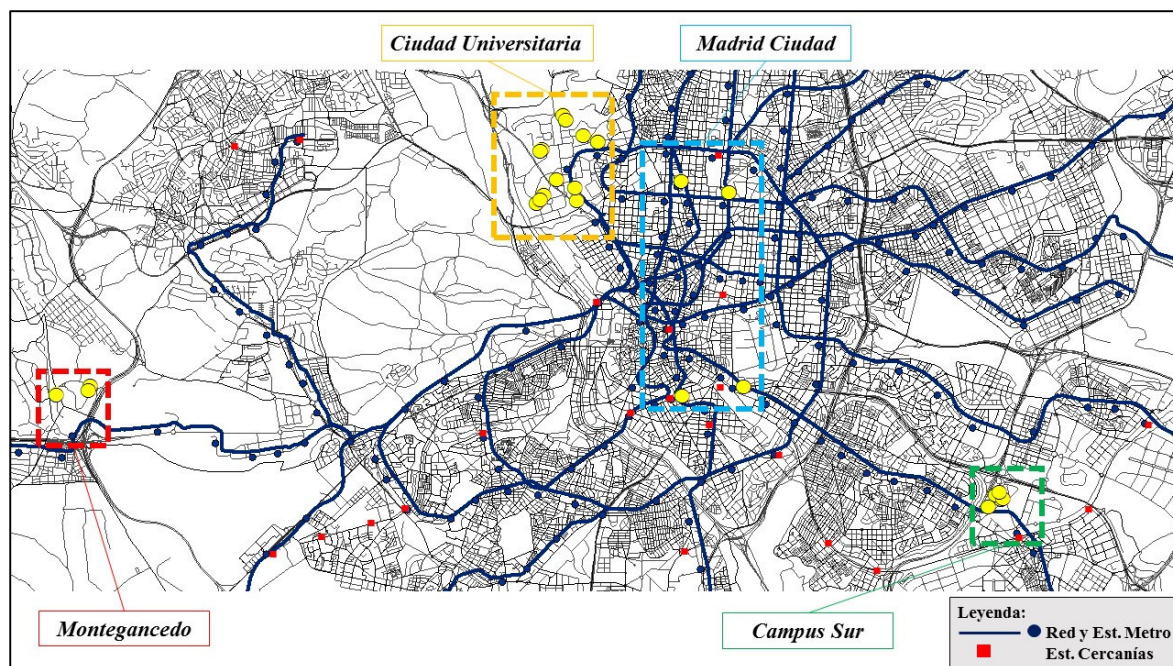 Ciudad Universitaria
Madrid Ciudad
Montegancedo
Campus Sur
Leyenda:
Red y Est. Metro
Est. Cercanías